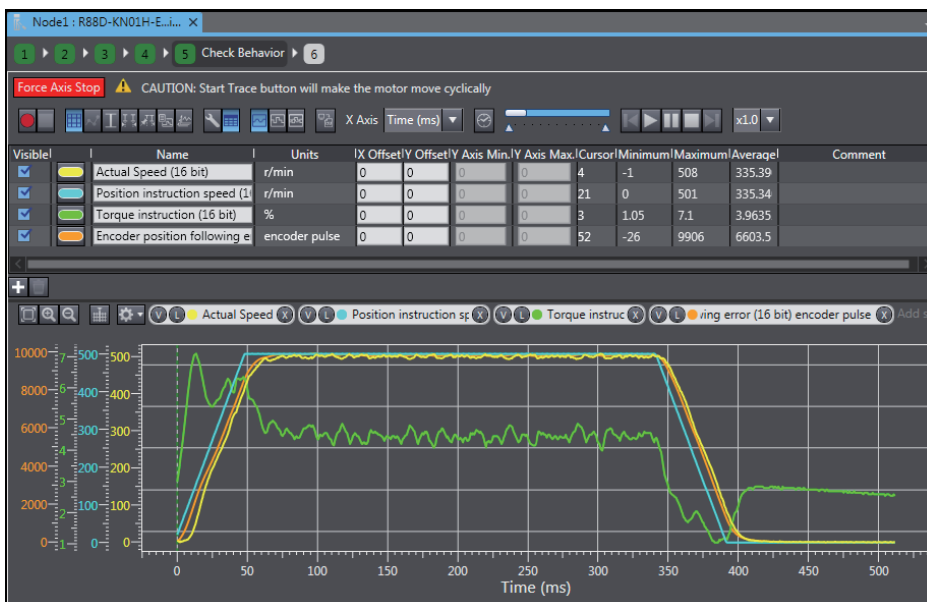 Node1 : R88D-KN01H-E...i... ×
1 2 3 4 5 Check Behavior 6
Force Axis Stop CAUTION: Start Trace button will make the motor move cyclically
X Axis Time (ms) x1.0
Visible Name Units X Offset Y Offset Y Axis Min. Y Axis Max. Cursor Minimum Maximum Average Comment
Actual Speed (16 bit) r/min 0 0 0 0 4 -1 508 335.39
Position instruction speed (1 r/min 0 0 0 0 21 0 501 335.34
Torque instruction (16 bit) % 0 0 0 0 3 1.05 7.1 3.9635
Encoder position following e encoder pulse 0 0 0 0 52 -26 9906 6603.5
V L Actual Speed X V L Position instruction sp X V L Torque instruc X V L ving error (16 bit) encoder pulse X Add s
10000 7 500 500
8000 6 400 400
6000 5 300 300
4000 4 200 200
2000 3 100 100
0 2 0 0
1
0 50 100 150 200 250 300 350 400 450 500
Time (ms)